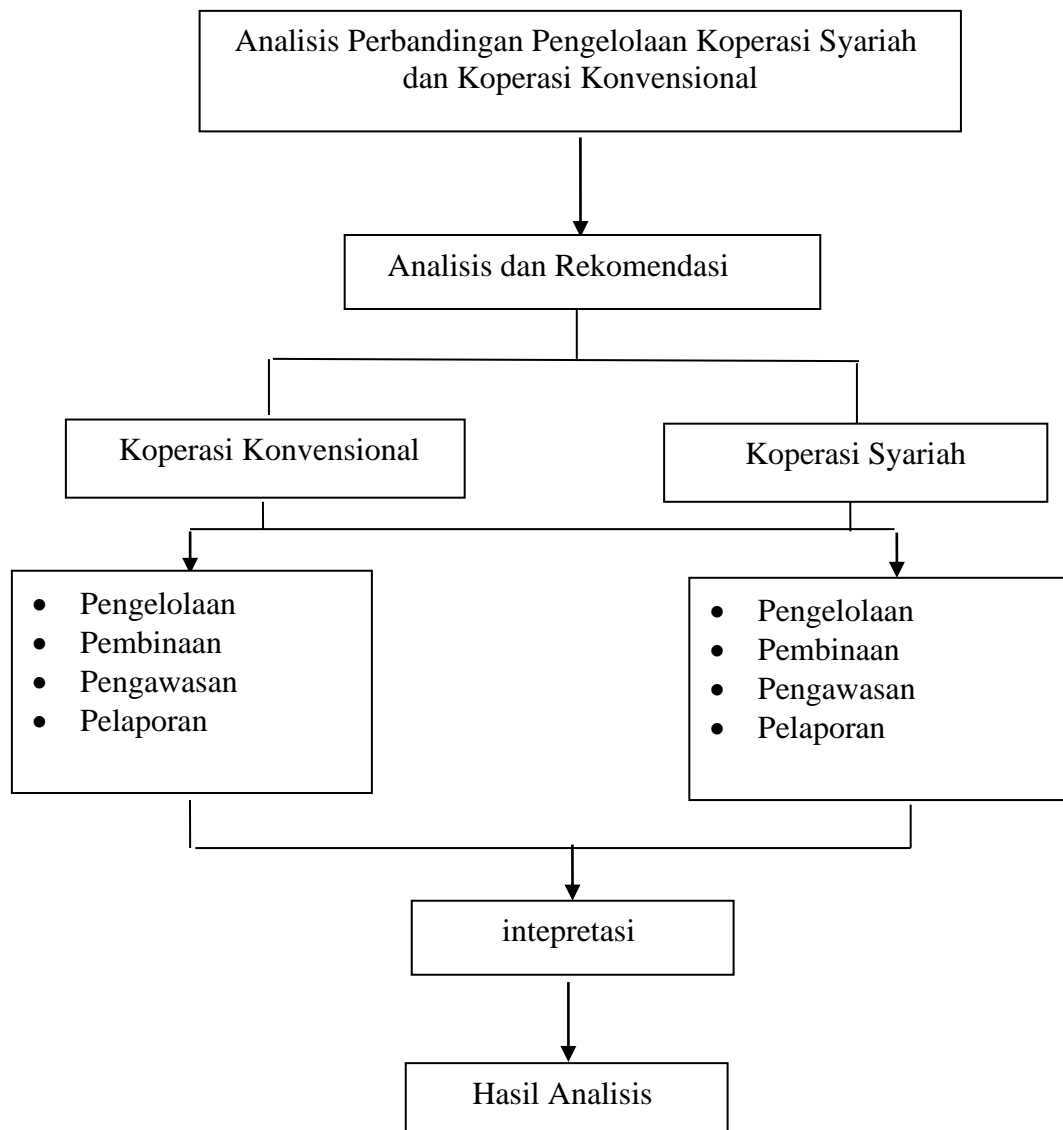 Analisis Perbandingan Pengelolaan Koperasi Syariah
dan Koperasi Konvensional
Analisis dan Rekomendasi
Koperasi Konvensional
Koperasi Syariah
• Pengelolaan
• Pembinaan
• Pengawasan
• Pelaporan
• Pengelolaan
• Pembinaan
• Pengawasan
• Pelaporan
intepretasi
Hasil Analisis